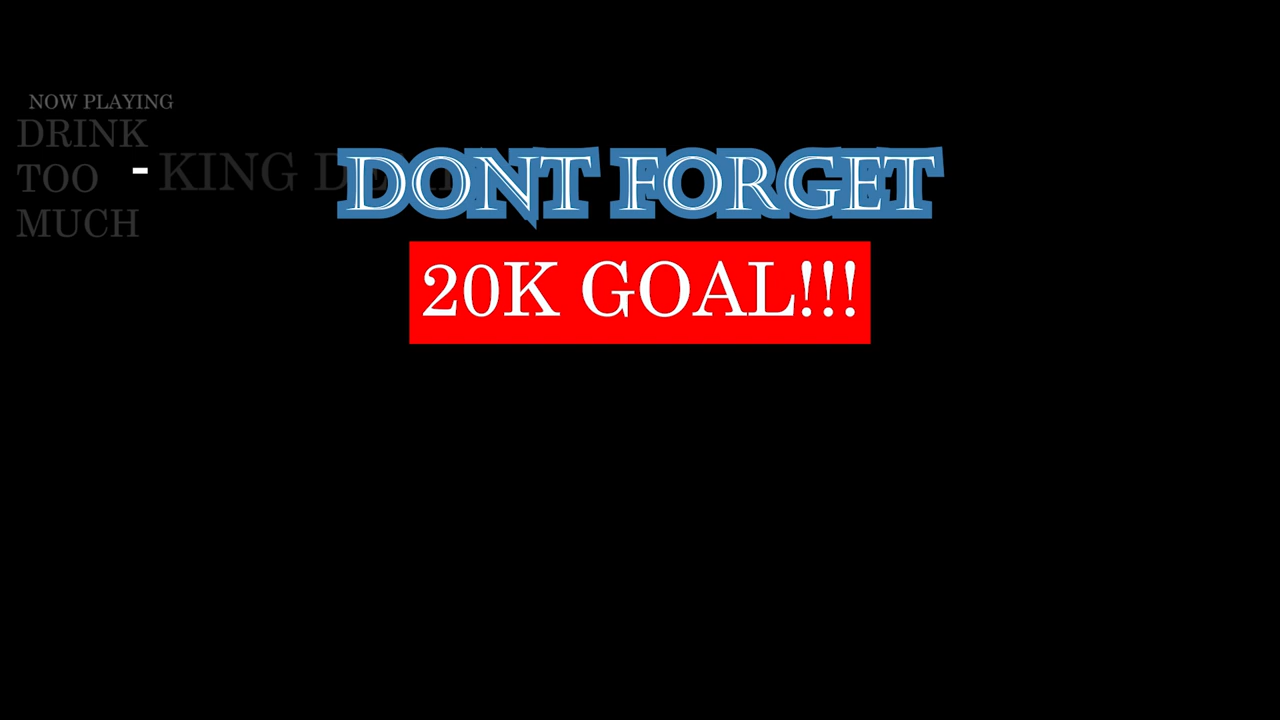 NOW PLAYING
DRINK
TOO
MUCH
- KING
DONT FORGET
20K GOAL!!!